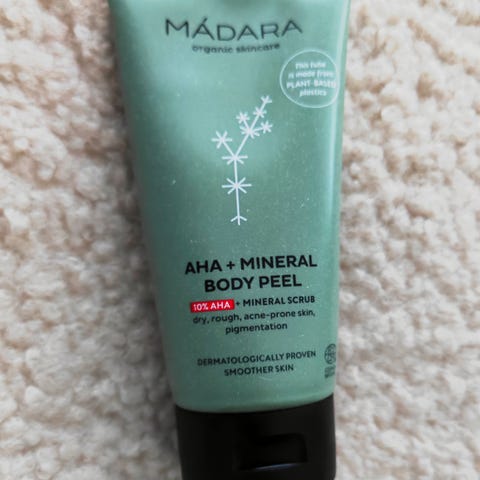 MÁDARA
organic skincare
this tube
is made from
PLANT-BASED
plastics
AHA + MINERAL
BODY PEEL
10% AHA + MINERAL SCRUB
dry, rough, acne-prone skin,
pigmentation
DERMATOLOGICALLY PROVEN
SMOOTHER SKIN